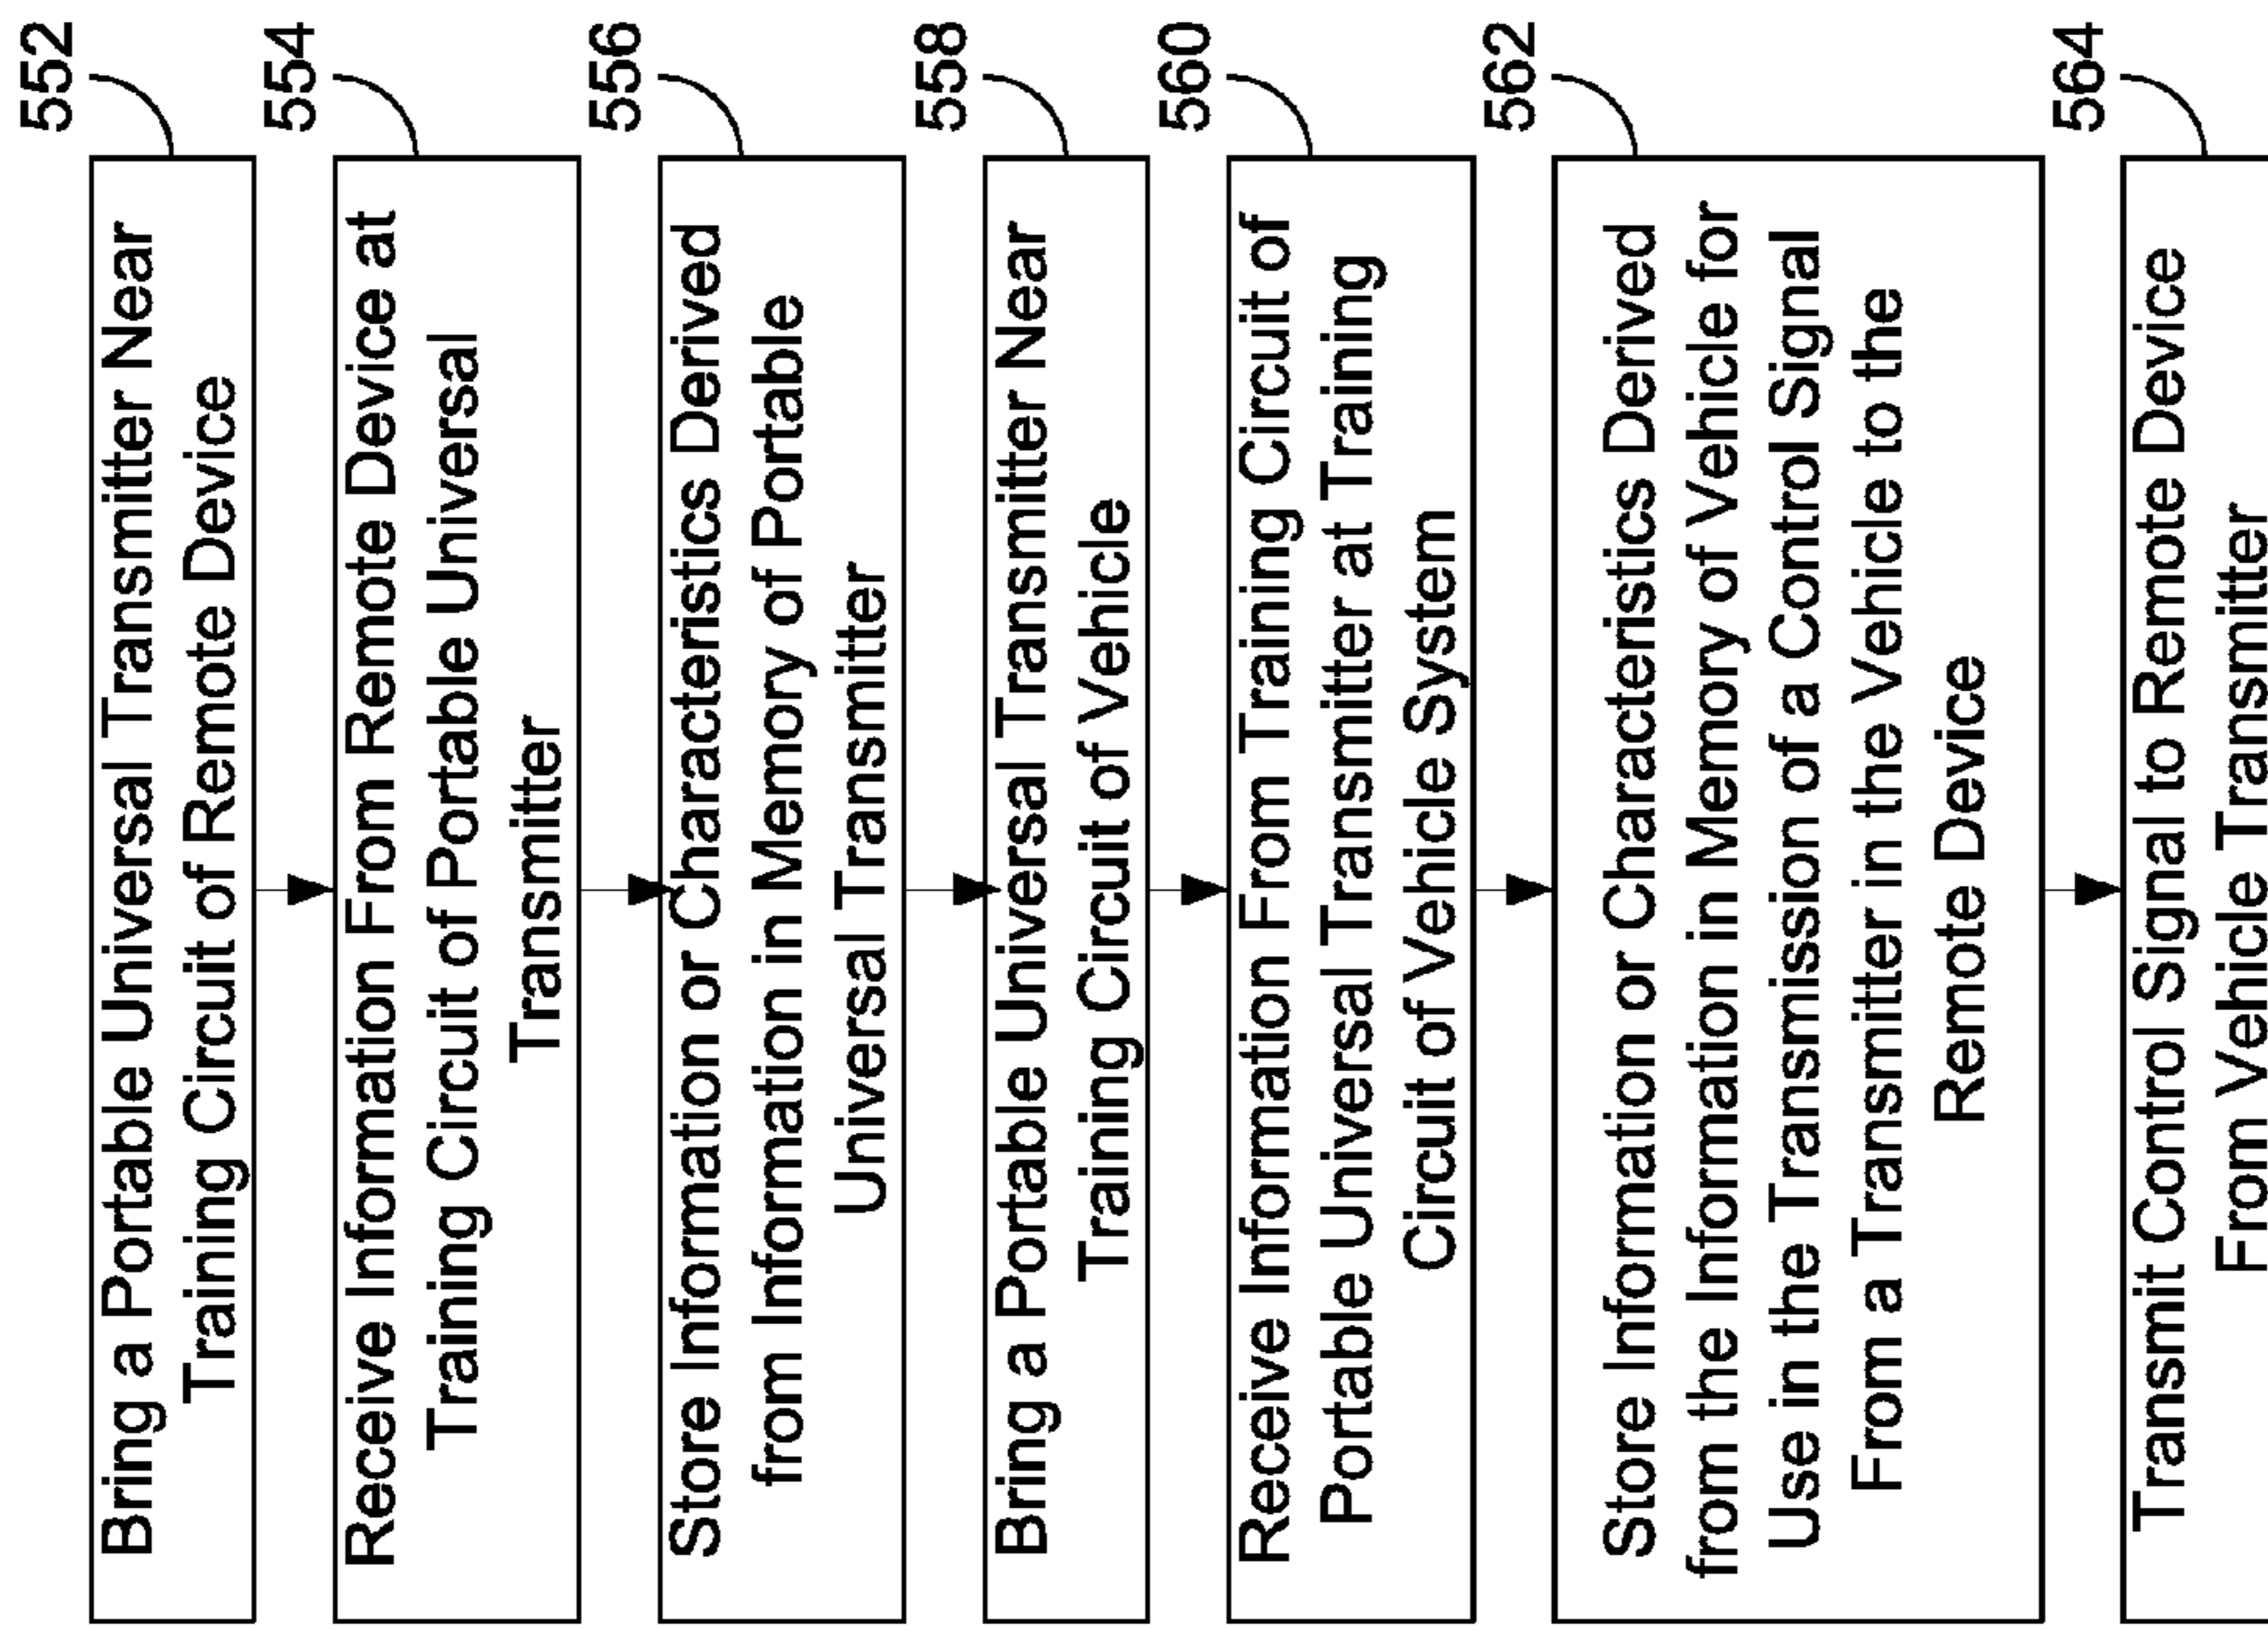 Bring a Portable Universal Transmitter Near
Training Circuit of Remote Device
552
Receive Information From Remote Device at
Training Circuit of Portable Universal
Transmitter
554
Store Information or Characteristics Derived
from Information in Memory of Portable
Universal Transmitter
556
Bring a Portable Universal Transmitter Near
Training Circuit of Vehicle
558
Receive Information From Training Circuit of
Portable Universal Transmitter at Training
Circuit of Vehicle System
560
Store Information or Characteristics Derived
from the Information in Memory of Vehicle for
Use in the Transmission of a Control Signal
From a Transmitter in the Vehicle to the
Remote Device
562
Transmit Control Signal to Remote Device
From Vehicle Transmitter
564